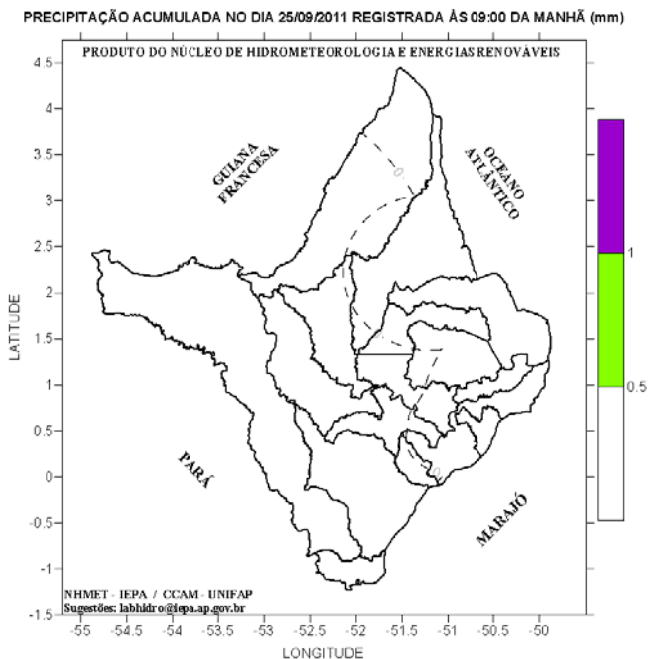 PRECIPITAÇÃO ACUMULADA NO DIA 25/09/2011 REGISTRADA ÀS 09:00 DA MANHÃ (mm)
PRODUTO DO NÚCLEO DE HIDROMETEOROLOGIA E ENERGIAS RENOVÁVEIS
4.5
4
3.5
3
2.5
2
1.5
1
0.5
0
-0.5
-1
-1.5
LATITUDE
GUIANA
FRANCESA
OCEANO
ATLÂNTICO
0
0
PARÁ
MARAJÓ
1
0.5
NHMET - IEPA / CCAM - UNIFAP
Sugestões: labhidro@iepa.ap.gov.br
-55 -54.5 -54 -53.5 -53 -52.5 -52 -51.5 -51 -50.5 -50
LONGITUDE